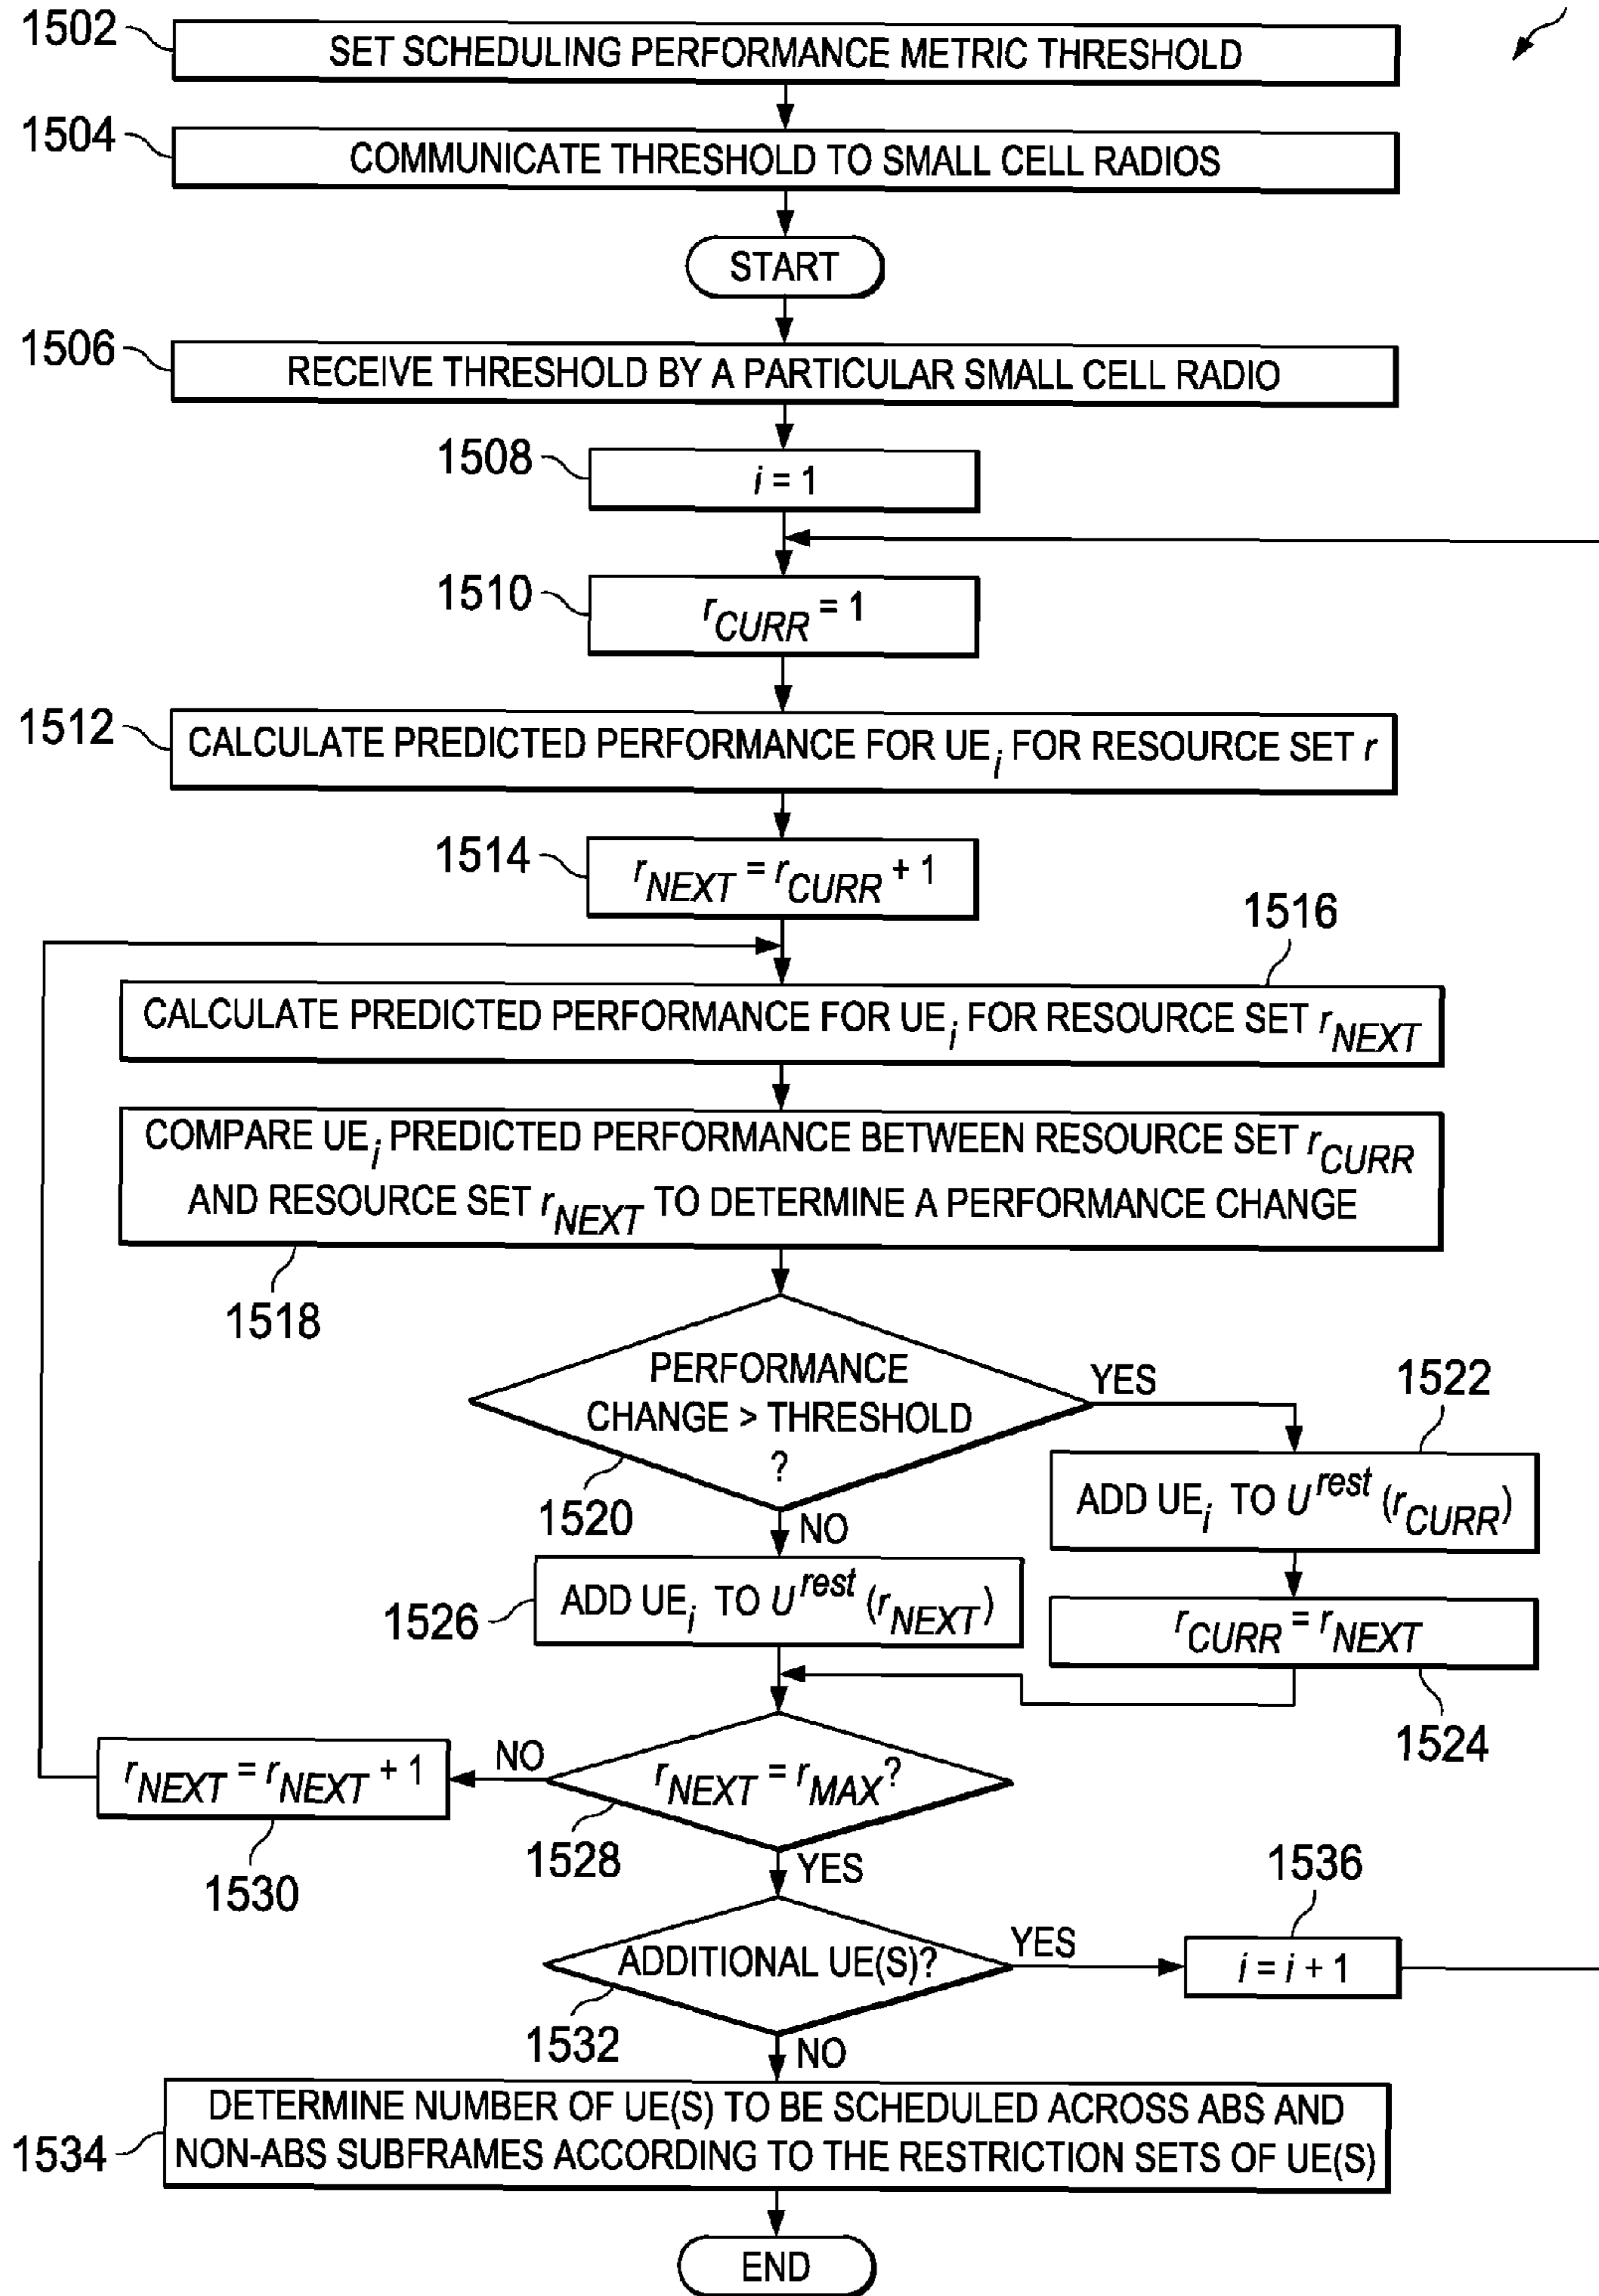 1502
SET SCHEDULING PERFORMANCE METRIC THRESHOLD
1504
COMMUNICATE THRESHOLD TO SMALL CELL RADIOS
START
1506
RECEIVE THRESHOLD BY A PARTICULAR SMALL CELL RADIO
1508
i = 1
1510
rCURR = 1
1512
CALCULATE PREDICTED PERFORMANCE FOR UEi FOR RESOURCE SET r
1514
rNEXT = rCURR + 1
1516
CALCULATE PREDICTED PERFORMANCE FOR UEi FOR RESOURCE SET rNEXT
COMPARE UEi PREDICTED PERFORMANCE BETWEEN RESOURCE SET rCURR
AND RESOURCE SET rNEXT TO DETERMINE A PERFORMANCE CHANGE
1518
PERFORMANCE
CHANGE > THRESHOLD
?
YES
1522
1520
NO
ADD UEi TO Urest (rCURR)
1526
ADD UEi TO Urest (rNEXT)
rCURR = rNEXT
1524
rNEXT = rNEXT + 1
NO
rNEXT = rMAX?
1530
1528
YES
1536
ADDITIONAL UE(S)?
YES
i = i + 1
1532
NO
1534
DETERMINE NUMBER OF UE(S) TO BE SCHEDULED ACROSS ABS AND
NON-ABS SUBFRAMES ACCORDING TO THE RESTRICTION SETS OF UE(S)
END